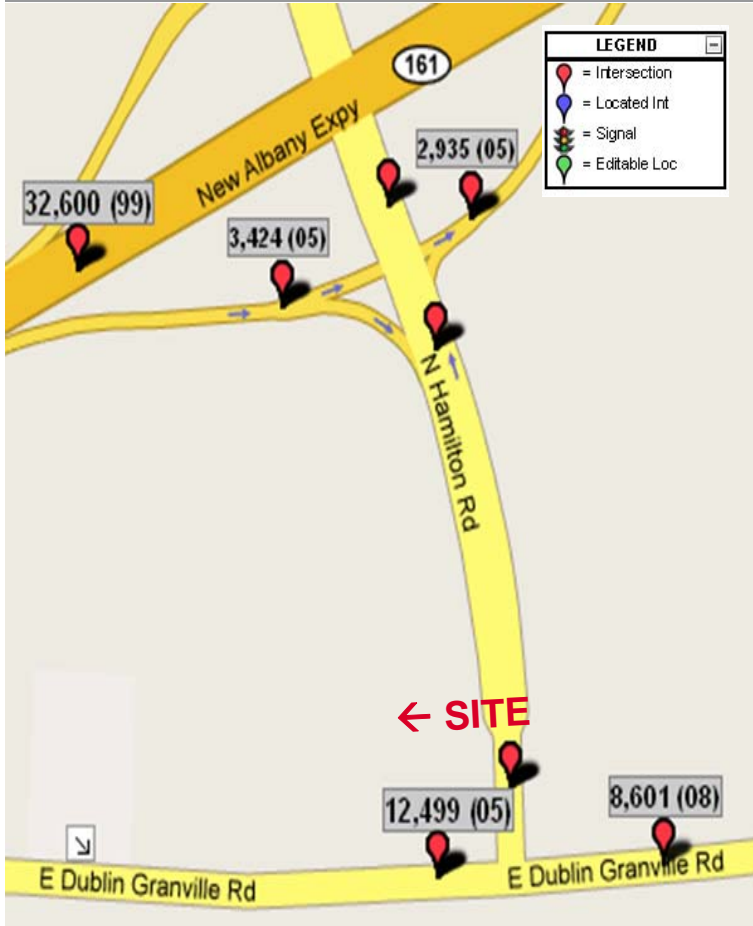 161
LEGEND
= Intersection
= Located Int
= Signal
= Editable Loc
New Albany Expy
2,935 (05)
32,600 (99)
3,424 (05)
N Hamilton Rd
← SITE
12,499 (05)
8,601 (08)
E Dublin Granville Rd
E Dublin Granville Rd